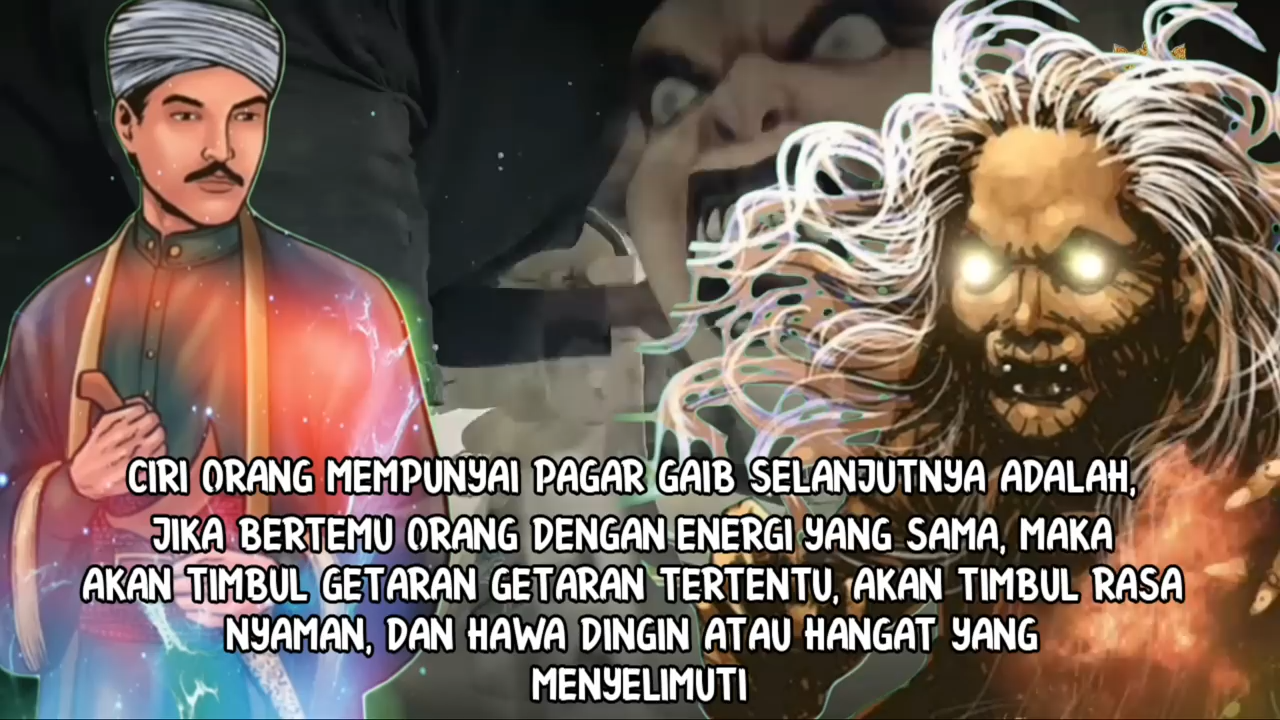 CIRI ORANG MEMPUNYAI PAGAR GAIB SELANJUTNYA ADALAH,
JIKA BERTEMU ORANG DENGAN ENERGI YANG SAMA, MAKA
AKAN TIMBUL GETARAN GETARAN TERTENTU, AKAN TIMBUL RASA
NYAMAN, DAN HAWA DINGIN ATAU HANGAT YANG
MENYELIMUTI